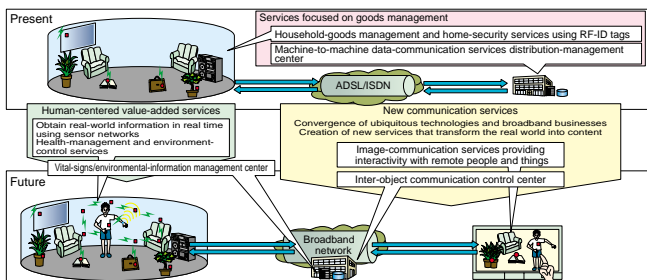 Present
Services focused on goods management
Household-goods management and home-security services using RF-ID tags
Machine-to-machine data-communication services distribution-management
center
ADSL/ISDN
Human-centered value-added services
Obtain real-world information in real time
using sensor networks
Health-management and environment-
control services
New communication services
Convergence of ubiquitous technologies and broadband businesses
Creation of new services that transform the real world into content
Image-communication services providing
interactivity with remote people and things
Vital-signs/environmental-information management center
Inter-object communication control center
Future
Broadband
network